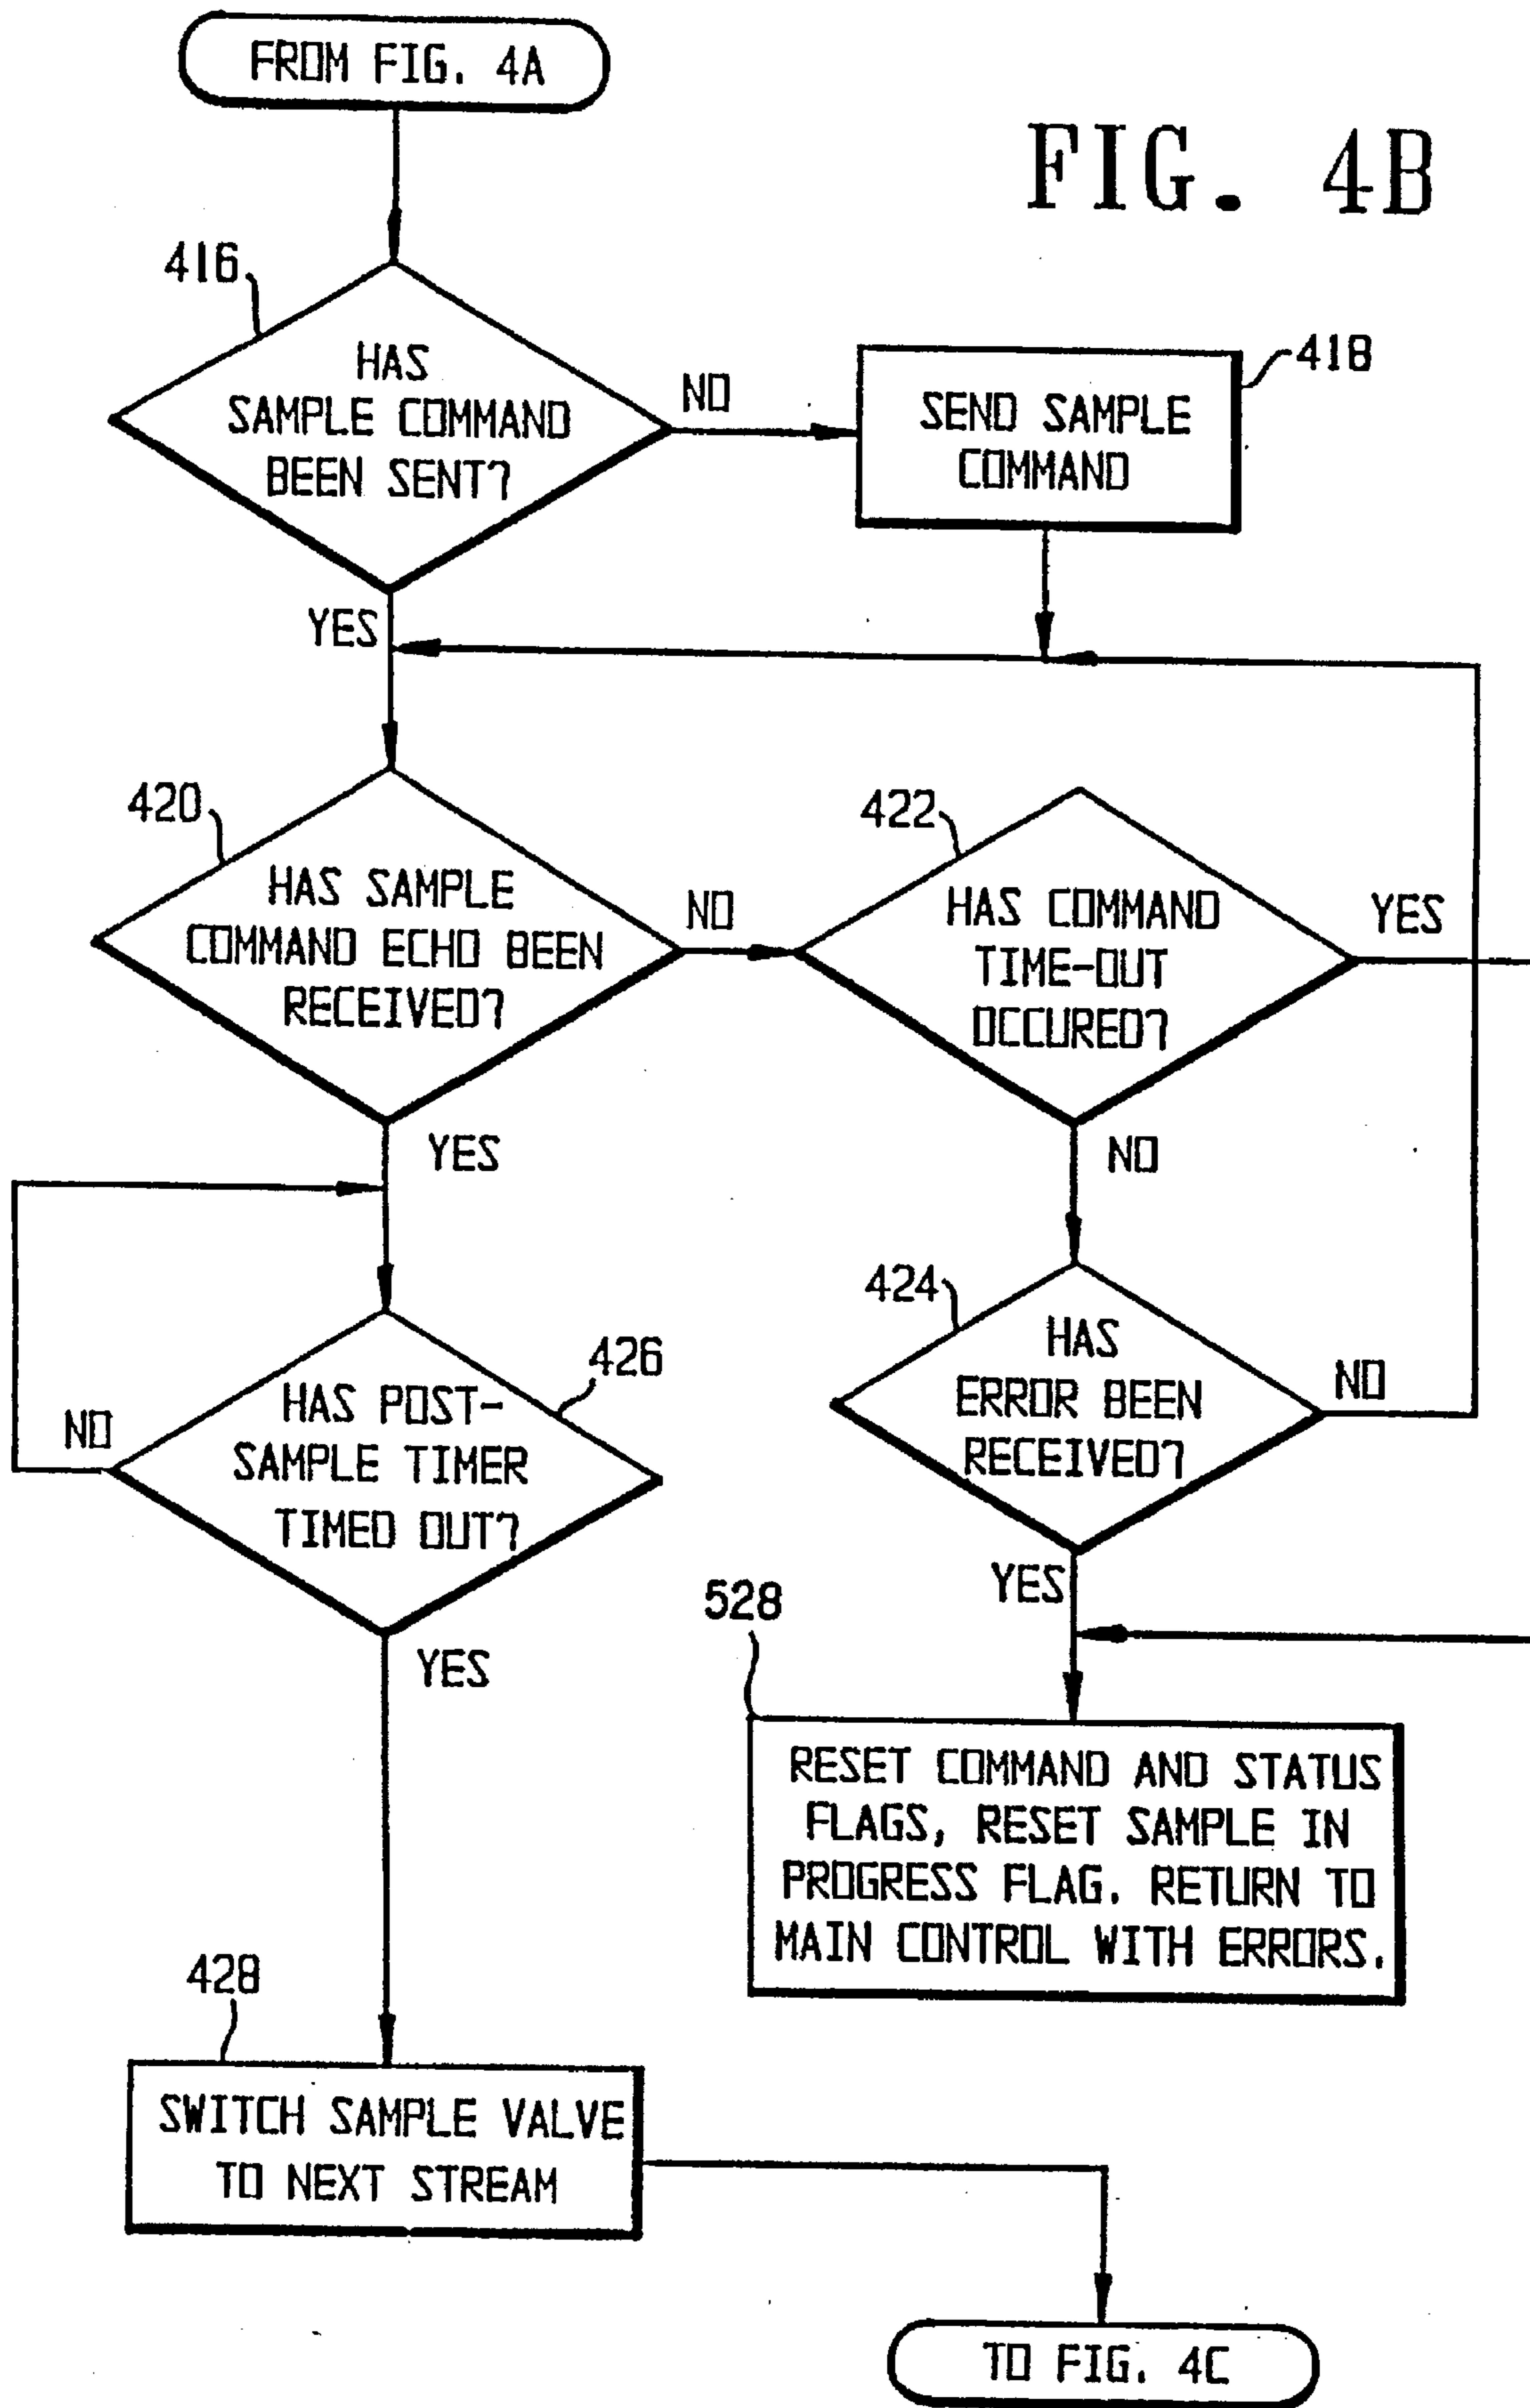 FROM FIG. 4A
FIG. 4B
416
HAS
SAMPLE COMMAND
BEEN SENT?
NO
418
SEND SAMPLE
COMMAND
YES
420
HAS SAMPLE
COMMAND ECHO BEEN
RECEIVED?
NO
422
HAS COMMAND
TIME-OUT
OCCURED?
YES
YES
NO
424
HAS
ERROR BEEN
RECEIVED?
NO
426
HAS POST-
SAMPLE TIMER
TIMED OUT?
NO
YES
YES
528
RESET COMMAND AND STATUS
FLAGS, RESET SAMPLE IN
PROGRESS FLAG. RETURN TO
MAIN CONTROL WITH ERRORS.
428
SWITCH SAMPLE VALVE
TO NEXT STREAM
TO FIG. 4C